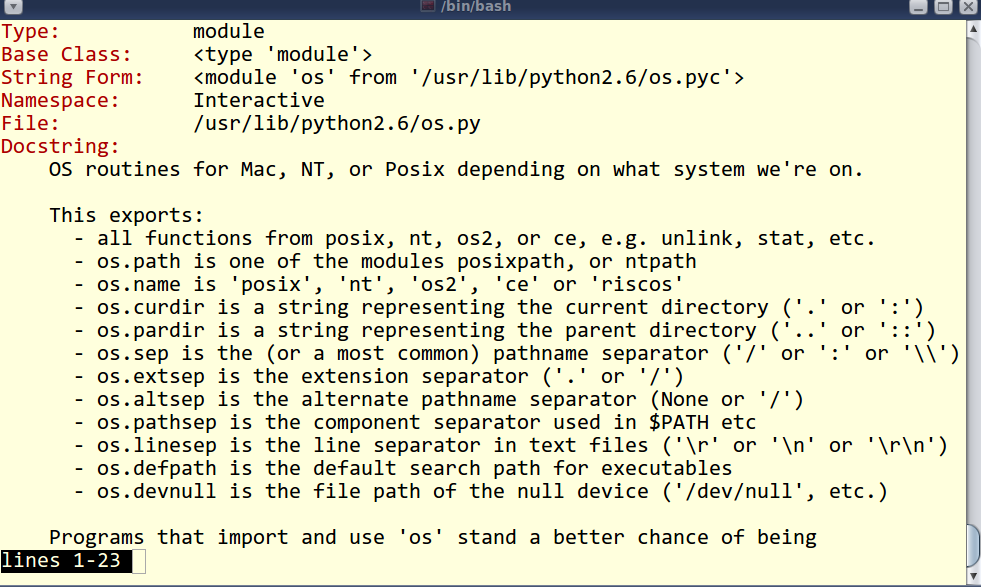 /bin/bash
Type:           module
Base Class:     <type 'module'>
String Form:    <module 'os' from '/usr/lib/python2.6/os.pyc'>
Namespace:      Interactive
File:           /usr/lib/python2.6/os.py
Docstring:
    OS routines for Mac, NT, or Posix depending on what system we're on.

    This exports:
      - all functions from posix, nt, os2, or ce, e.g. unlink, stat, etc.
      - os.path is one of the modules posixpath, or ntpath
      - os.name is 'posix', 'nt', 'os2', 'ce' or 'riscos'
      - os.curdir is a string representing the current directory ('.' or ':')
      - os.pardir is a string representing the parent directory ('..' or '::')
      - os.sep is the (or a most common) pathname separator ('/' or ':' or '\\')
      - os.extsep is the extension separator ('.' or '/')
      - os.altsep is the alternate pathname separator (None or '/')
      - os.pathsep is the component separator used in $PATH etc
      - os.linesep is the line separator in text files ('\r' or '\n' or '\r\n')
      - os.defpath is the default search path for executables
      - os.devnull is the file path of the null device ('/dev/null', etc.)

    Programs that import and use 'os' stand a better chance of being
lines 1-23